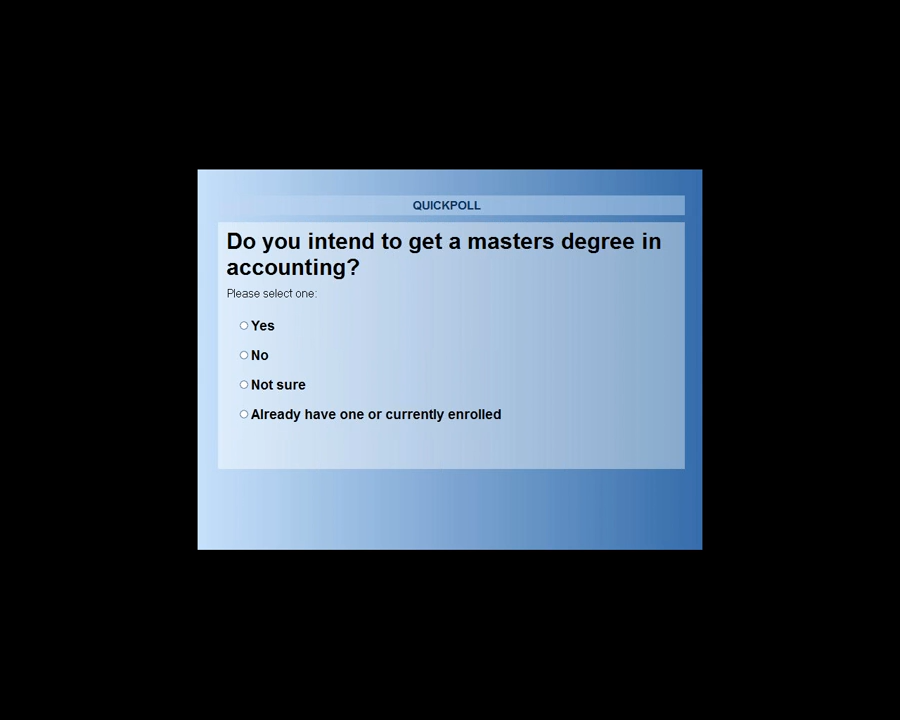 QUICKPOLL
Do you intend to get a masters degree in
accounting?
Please select one:
Yes
No
Not sure
Already have one or currently enrolled